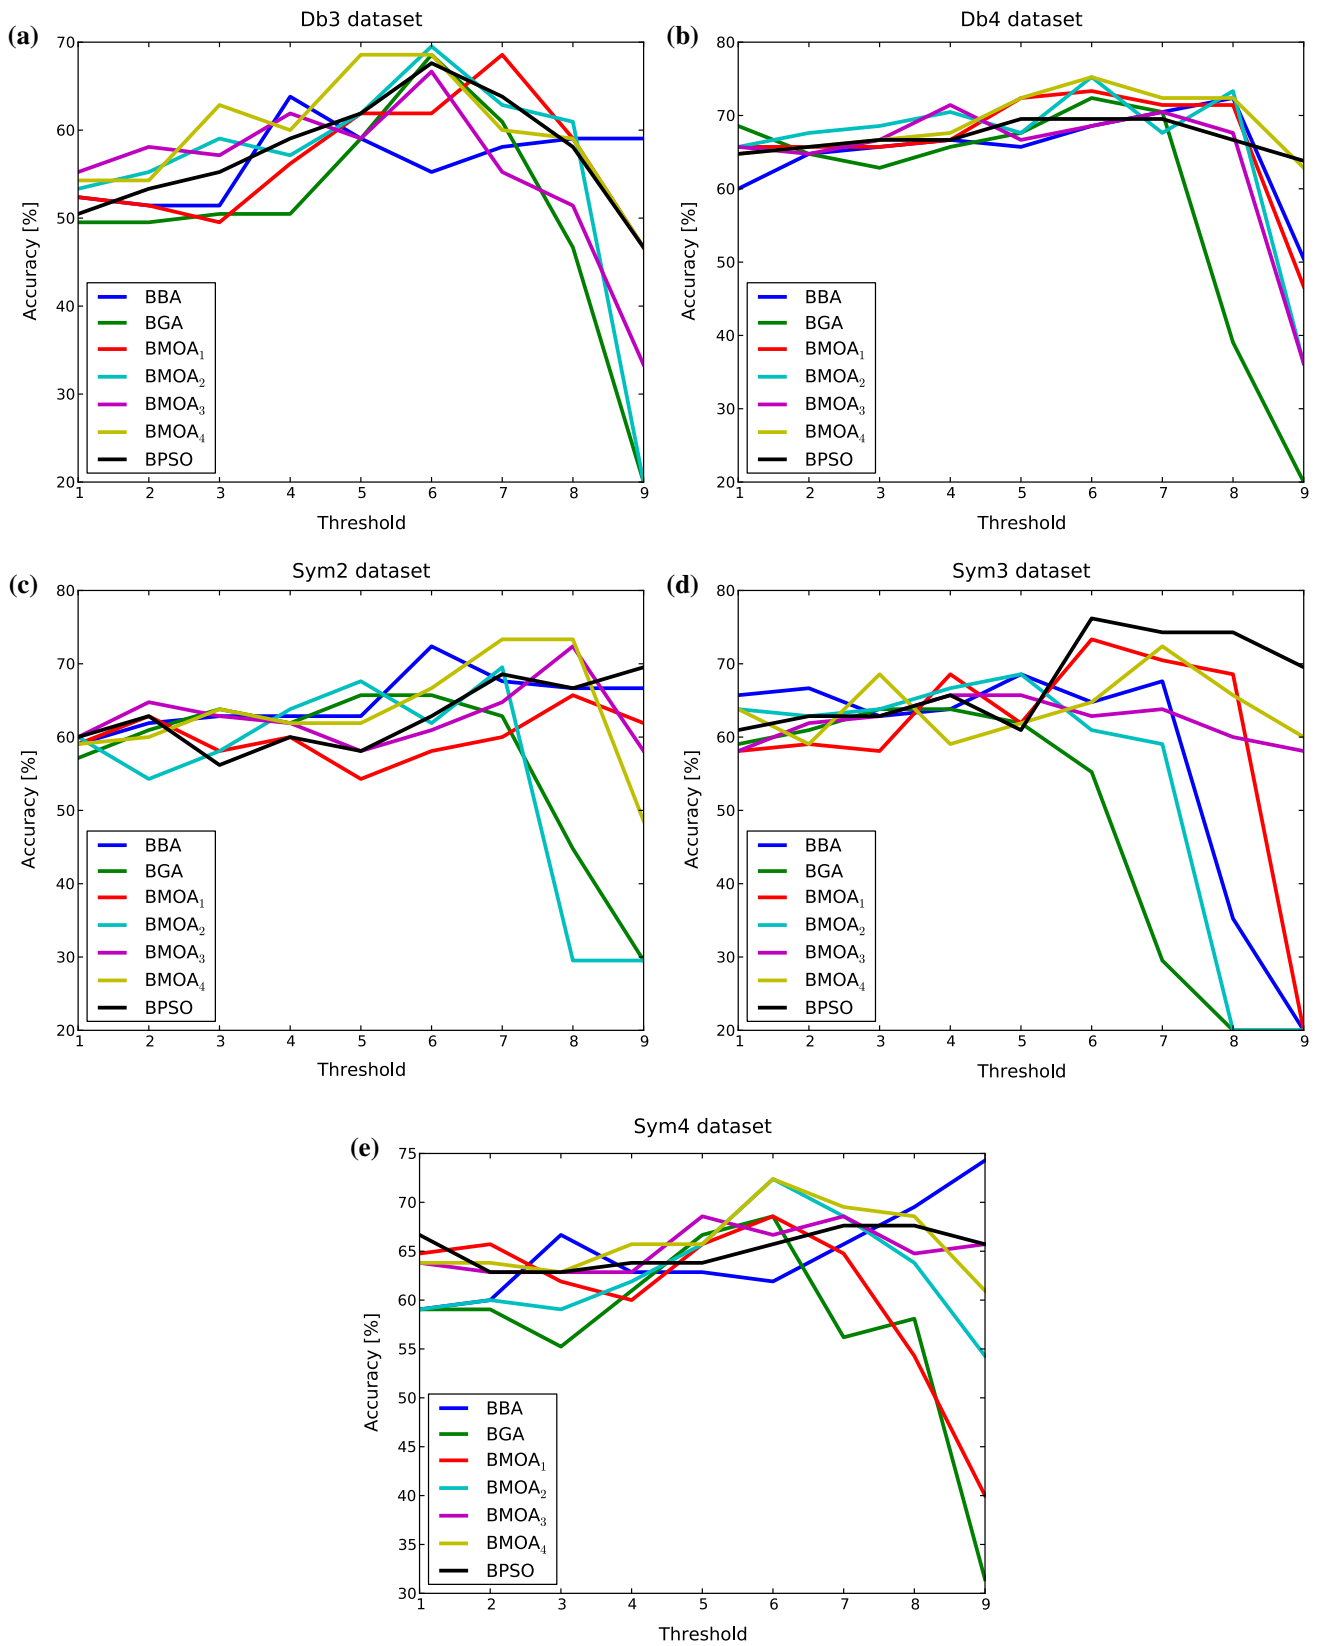 (a)
Db3 dataset
Accuracy [%]
70
60
50
40
30
20
BBA
BGA
BMOA₁
BMOA₂
BMOA₃
BMOA₄
BPSO
1 2 3 4 5 6 7 8 9
Threshold
(b)
Db4 dataset
Accuracy [%]
80
70
60
50
40
30
20
BBA
BGA
BMOA₁
BMOA₂
BMOA₃
BMOA₄
BPSO
1 2 3 4 5 6 7 8 9
Threshold
(c)
Sym2 dataset
Accuracy [%]
80
70
60
50
40
30
20
BBA
BGA
BMOA₁
BMOA₂
BMOA₃
BMOA₄
BPSO
1 2 3 4 5 6 7 8 9
Threshold
(d)
Sym3 dataset
Accuracy [%]
80
70
60
50
40
30
20
BBA
BGA
BMOA₁
BMOA₂
BMOA₃
BMOA₄
BPSO
1 2 3 4 5 6 7 8 9
Threshold
(e)
Sym4 dataset
Accuracy [%]
75
70
65
60
55
50
45
40
35
30
BBA
BGA
BMOA₁
BMOA₂
BMOA₃
BMOA₄
BPSO
1 2 3 4 5 6 7 8 9
Threshold